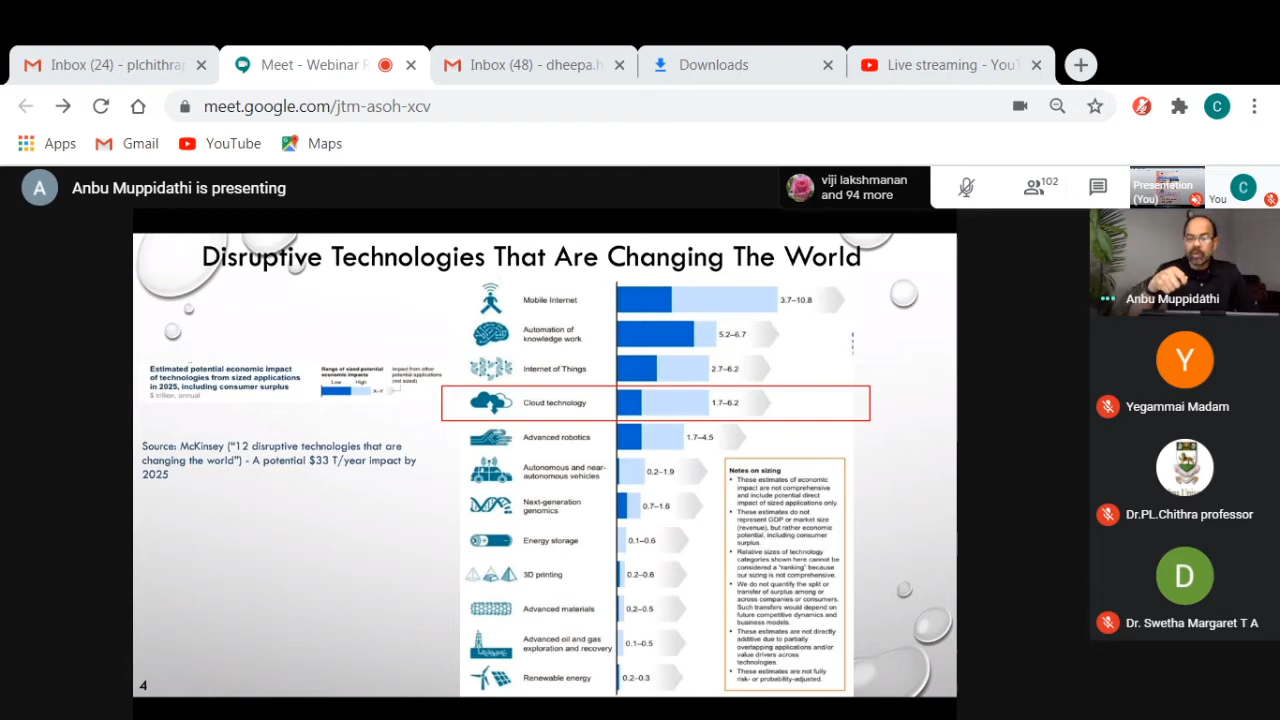 Inbox (24) - plchithrap
Meet - Webinar R
Inbox (48) - dheepa.h
Downloads
Live streaming - YouT
meet.google.com/jtm-asoh-xcv
C
Apps
Gmail
YouTube
Maps
A
Anbu Muppidathi is presenting
viji lakshmanan
and 94 more
102
Presentation
(You)
You
C
Disruptive Technologies That Are Changing The World
Estimated potential economic impact
of technologies from sized applications
in 2025, including consumer surplus
$ trillion, annual
Range of sized potential
economic impacts
Low High
X–Y
Impact from other
potential applications
(not sized)
Source: McKinsey (“12 disruptive technologies that are
changing the world”) - A potential $33 T/year impact by
2025
Mobile Internet
3.7–10.8
Automation of
knowledge work
5.2–6.7
Internet of Things
2.7–6.2
Cloud technology
1.7–6.2
Advanced robotics
1.7–4.5
Autonomous and near-
autonomous vehicles
0.2–1.9
Next-generation
genomics
0.7–1.6
Energy storage
0.1–0.6
3D printing
0.2–0.6
Advanced materials
0.2–0.5
Advanced oil and gas
exploration and recovery
0.1–0.5
Renewable energy
0.2–0.3
Notes on sizing
• These estimates of economic
impact are not comprehensive
and include potential direct
impact of sized applications only.
• These estimates do not
represent GDP or market size
(revenue), but rather economic
potential, including consumer
surplus.
• Relative sizes of technology
categories shown here cannot be
considered a “ranking” because
our sizing is not comprehensive.
• We do not quantify the split or
transfer of surplus among or
across companies or consumers.
Such transfers would depend on
future competitive dynamics and
business models.
• These estimates are not directly
additive due to partially
overlapping applications and/or
value drivers across
technologies.
• These estimates are not fully
risk- or probability-adjusted.
4
Anbu Muppidathi
Y
Yegammai Madam
Dr.PL.Chithra professor
D
Dr. Swetha Margaret T A